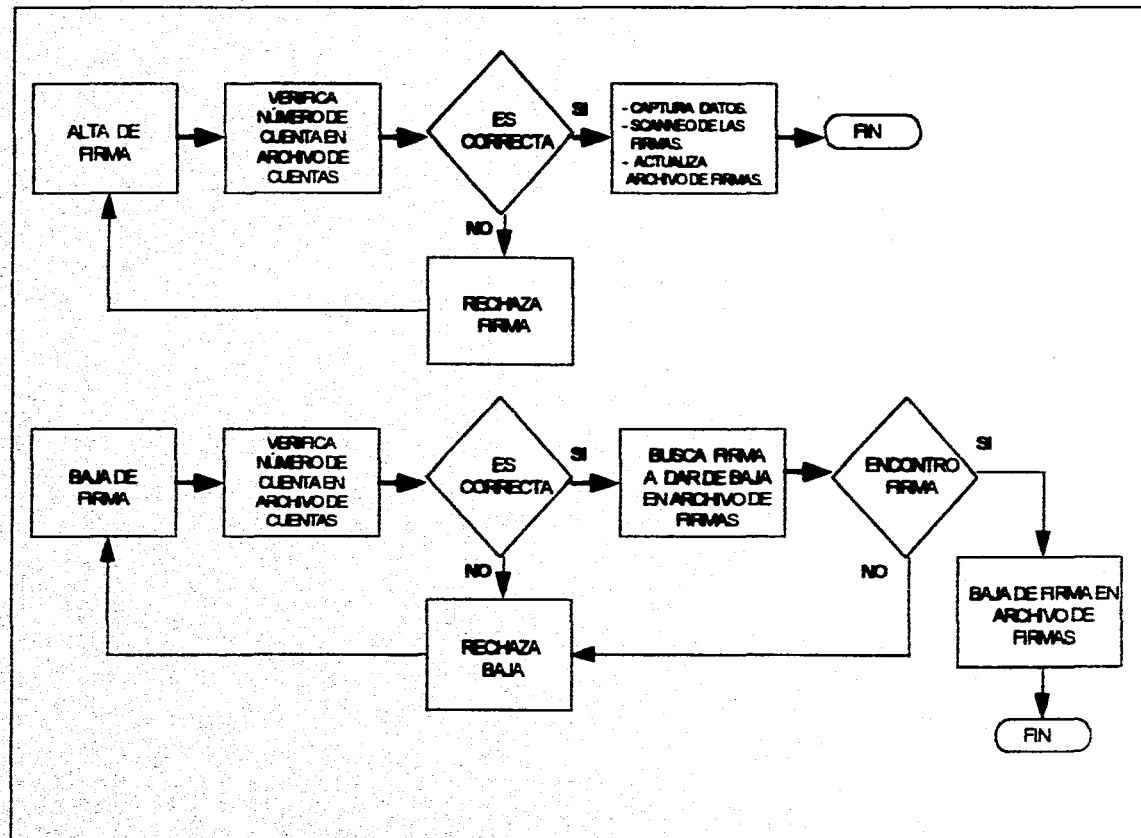 ALTA DE
FIRMA
VERIFICA
NÚMERO DE
CUENTA EN
ARCHIVO DE
CUENTAS
ES
CORRECTA
SI
- CAPTURA DATOS.
- SCANNEO DE LAS
FIRMAS.
- ACTUALIZA
ARCHIVO DE FIRMAS.
FIN
NO
RECHAZA
FIRMA
BAJA DE
FIRMA
VERIFICA
NÚMERO DE
CUENTA EN
ARCHIVO DE
CUENTAS
ES
CORRECTA
SI
BUSCA FIRMA
A DAR DE BAJA
EN ARCHIVO DE
FIRMAS
ENCONTRO
FIRMA
SI
NO
NO
RECHAZA
BAJA
BAJA DE FIRMA EN
ARCHIVO DE
FIRMAS
FIN